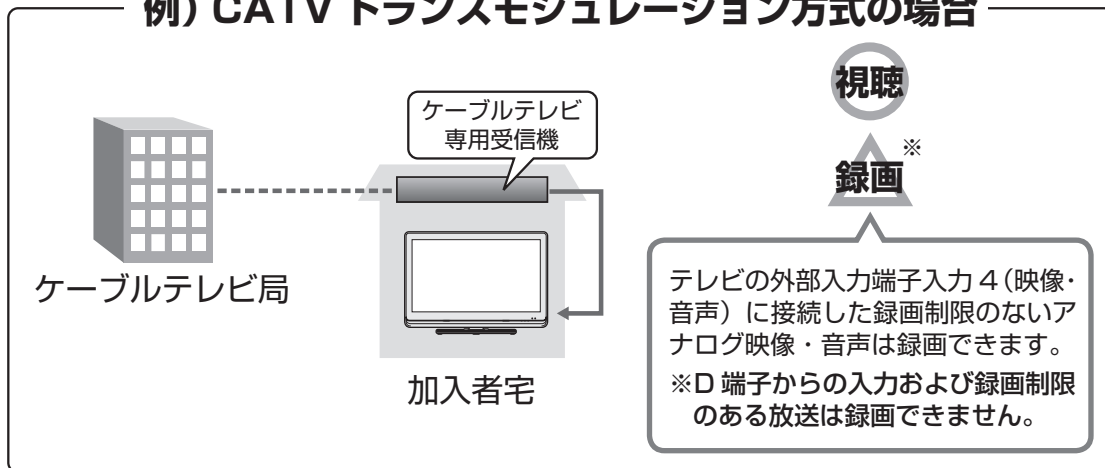 例）CATV トランスモジュレーション方式の場合
視聴
ケーブルテレビ
専用受信機
※
録画
ケーブルテレビ局
加入者宅
テレビの外部入力端子入力 4（映像・
音声）に接続した録画制限のないア
ナログ映像・音声は録画できます。
※D 端子からの入力および録画制限
のある放送は録画できません。